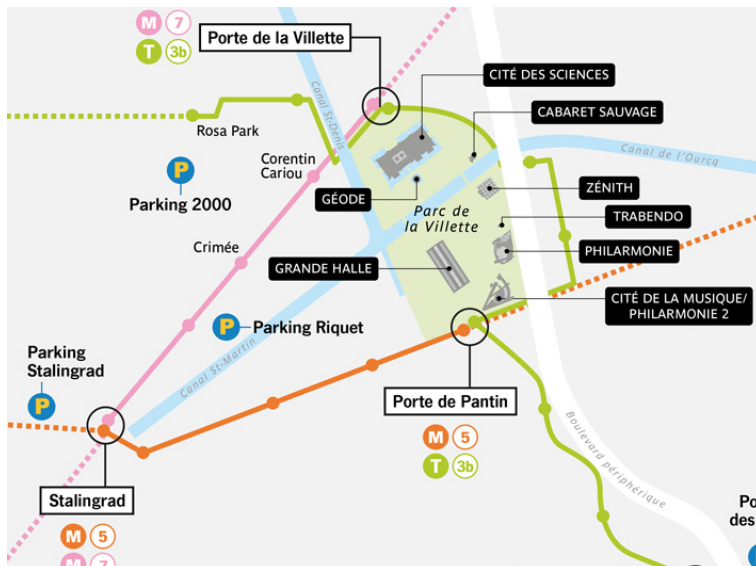 M 7
T 3b
Porte de la Villette
Canal St-Denis
CITÉ DES SCIENCES
CABARET SAUVAGE
Rosa Park
Canal de l'Ourcq
Corentin
Cariou
P
Parking 2000
GÉODE
ZÉNITH
Parc de
la Villette
TRABENDO
Crimée
GRANDE HALLE
PHILARMONIE
CITÉ DE LA MUSIQUE/
PHILARMONIE 2
P
Parking Riquet
Parking
Stalingrad
P
Canal St-Martin
Porte de Pantin
M 5
T 3b
Boulevard périphérique
Stalingrad
M 5
M 7
Po
des